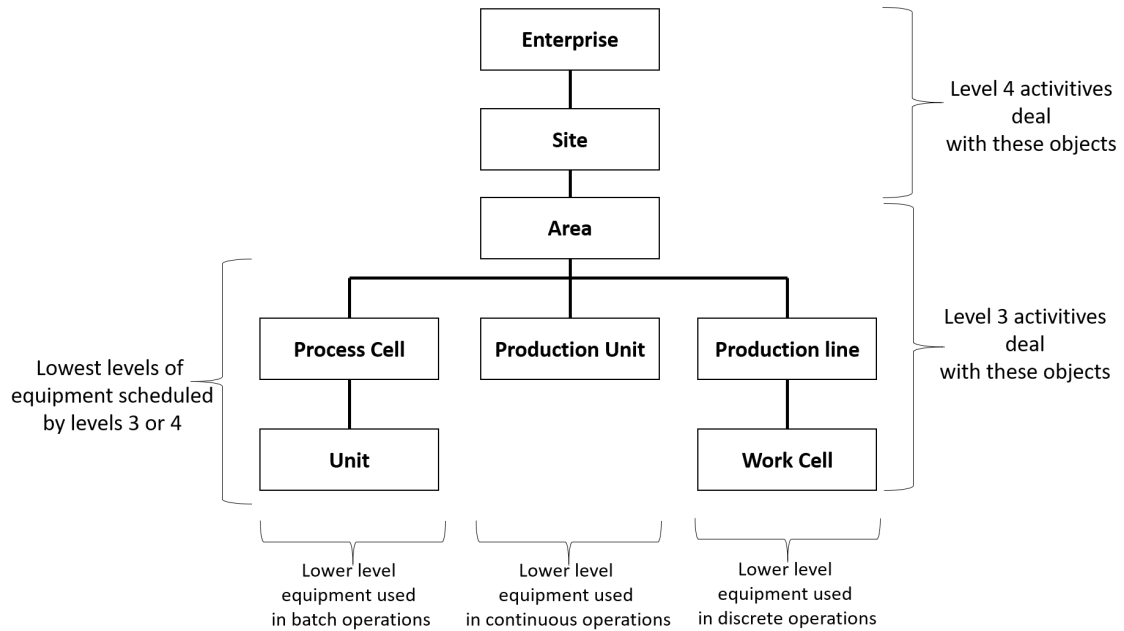 Enterprise
Level 4 activitives
deal
with these objects
Site
Area
Process Cell
Production Unit
Production line
Level 3 activitives
deal
with these objects
Lowest levels of
equipment scheduled
by levels 3 or 4
Unit
Work Cell
Lower level
equipment used
in batch operations
Lower level
equipment used
in continuous operations
Lower level
equipment used
in discrete operations